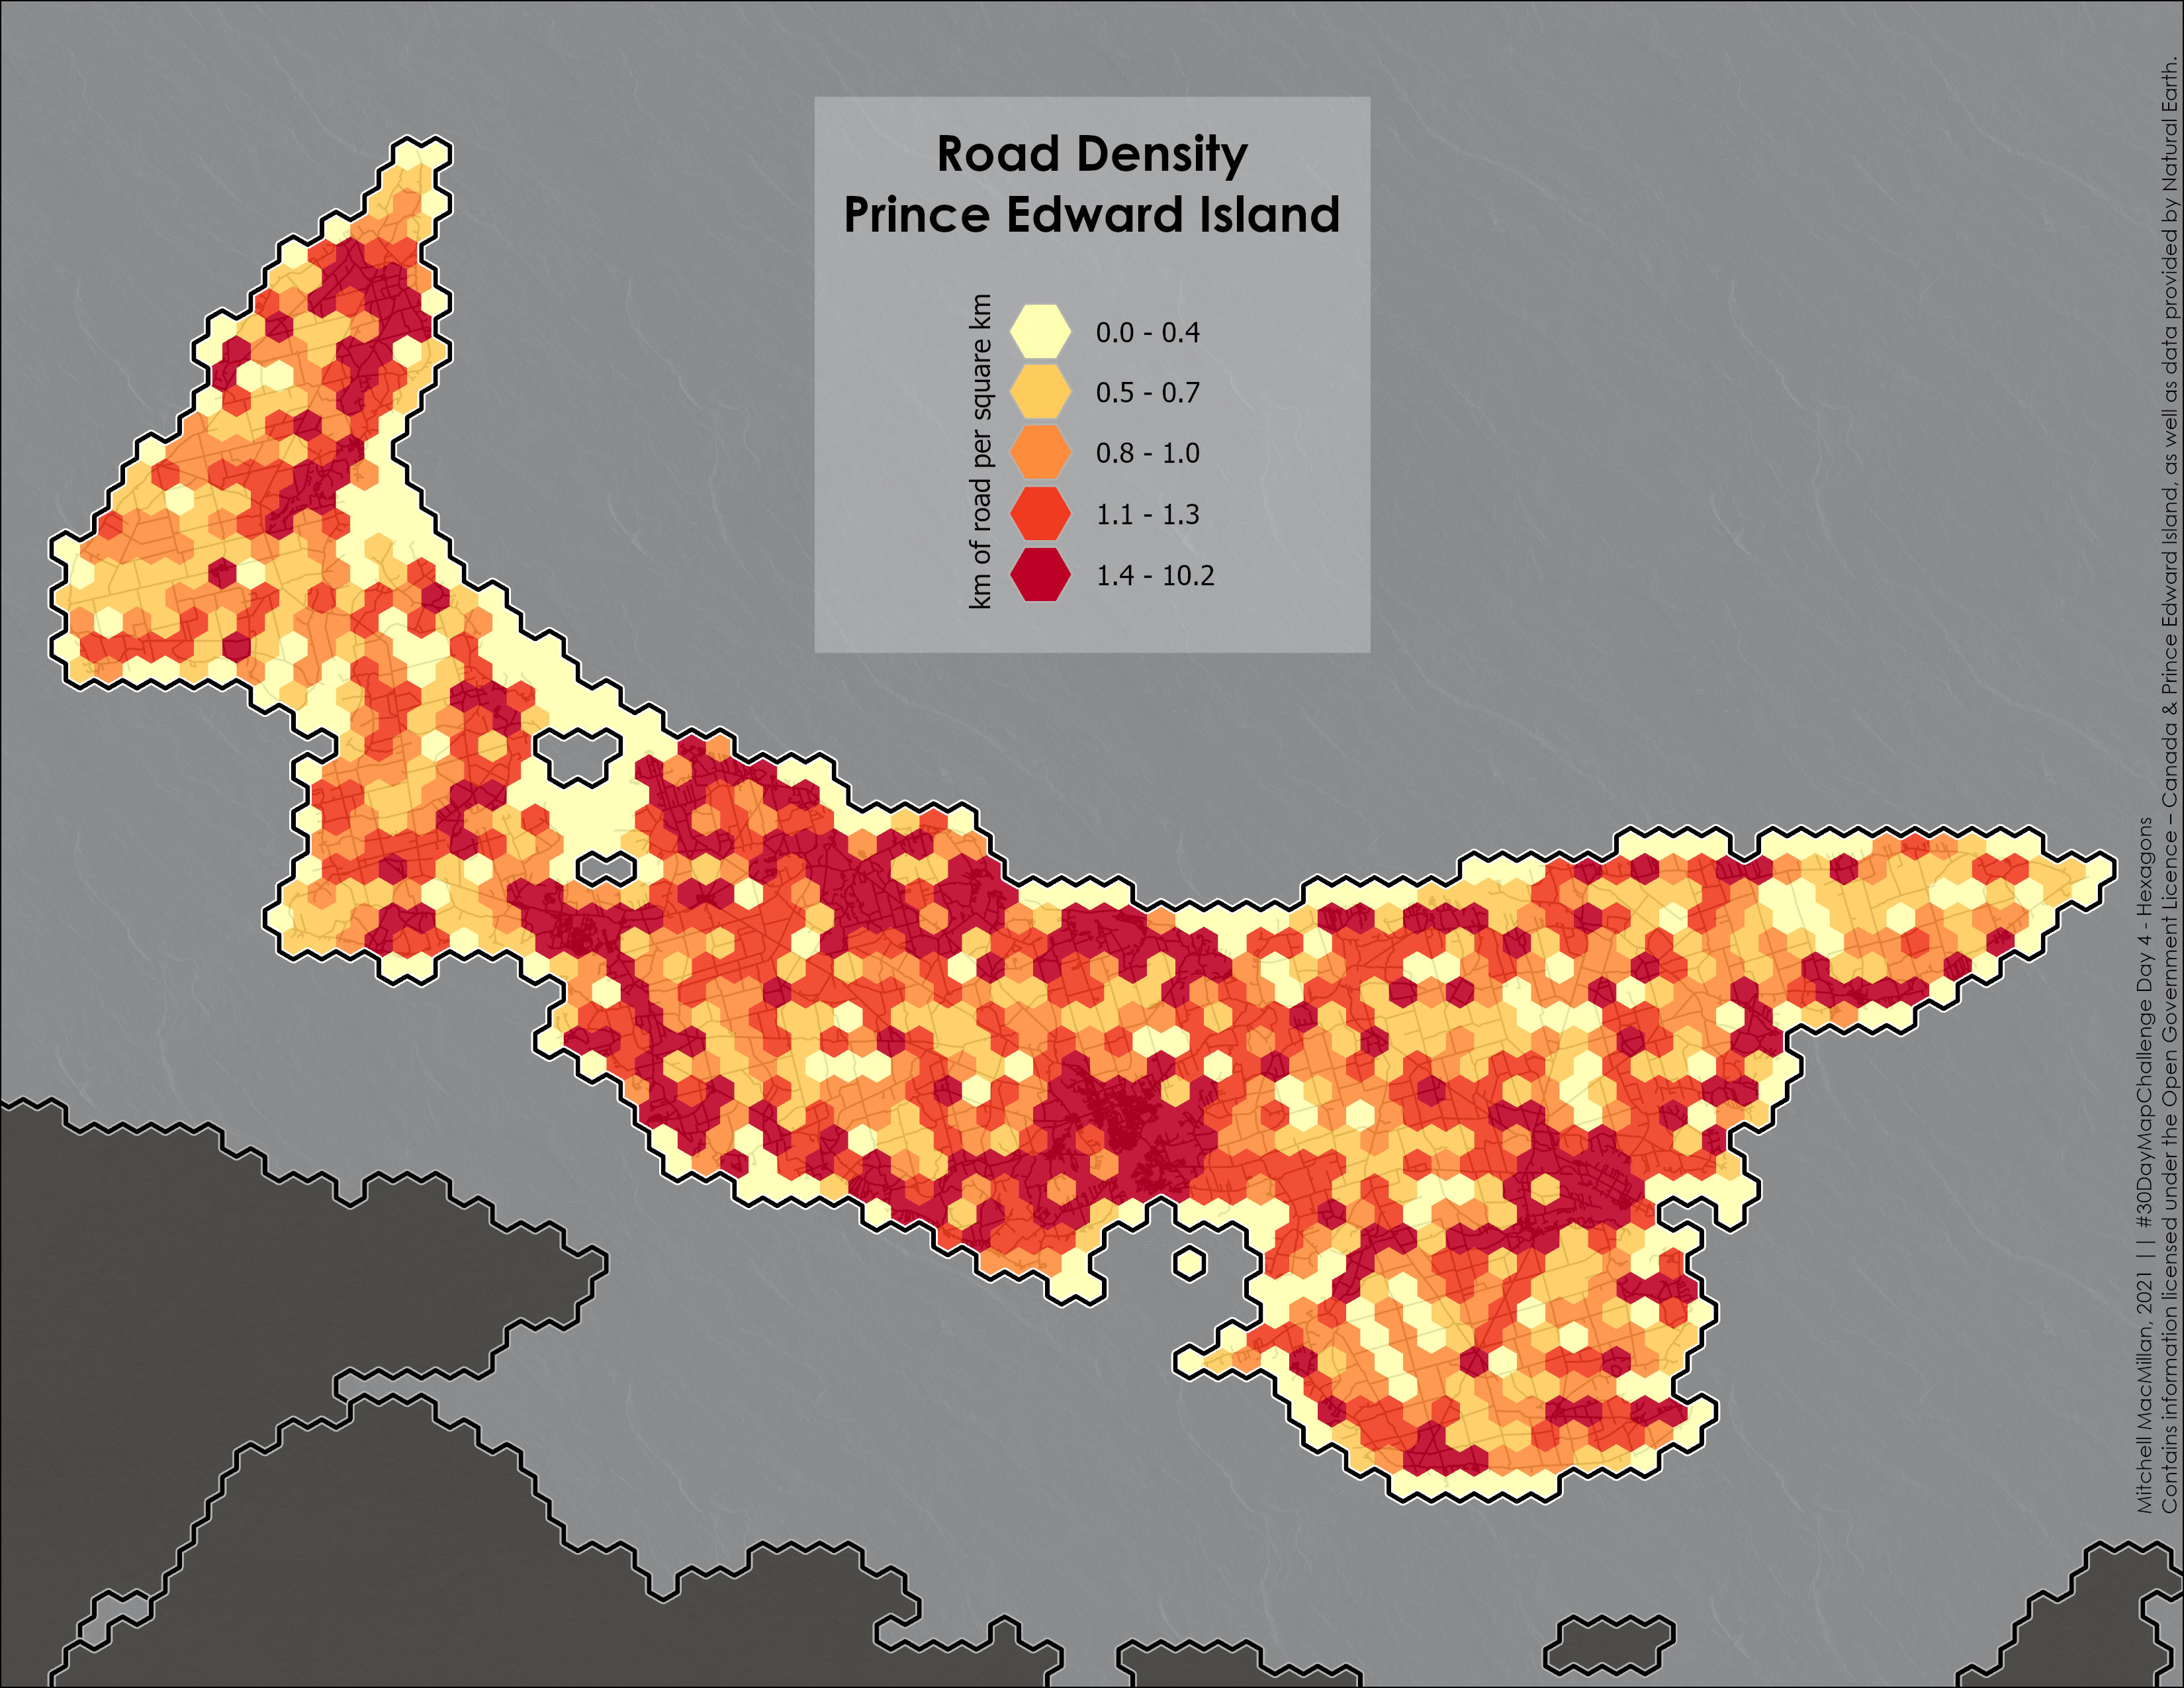 Road Density
Prince Edward Island
km of road per square km
0.0 - 0.4
0.5 - 0.7
0.8 - 1.0
1.1 - 1.3
1.4 - 10.2
Mitchell MacMillan, 2021 || #30DayMapChallenge Day 4 - Hexagons
Contains information licensed under the Open Government Licence – Canada & Prince Edward Island, as well as data provided by Natural Earth.